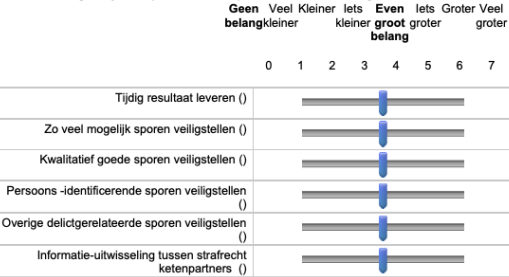 Geen Veel Kleiner Iets Even Iets Groter Veel
belang kleiner kleiner groot groter groter
belang
0 1 2 3 4 5 6 7
Tijdig resultaat leveren ()
Zo veel mogelijk sporen veiligstellen ()
Kwalitatief goede sporen veiligstellen ()
Persoons -identificerende sporen veiligstellen
()
Overige delictgerelateerde sporen veiligstellen
()
Informatie-uitwisseling tussen strafrecht
ketenpartners ()